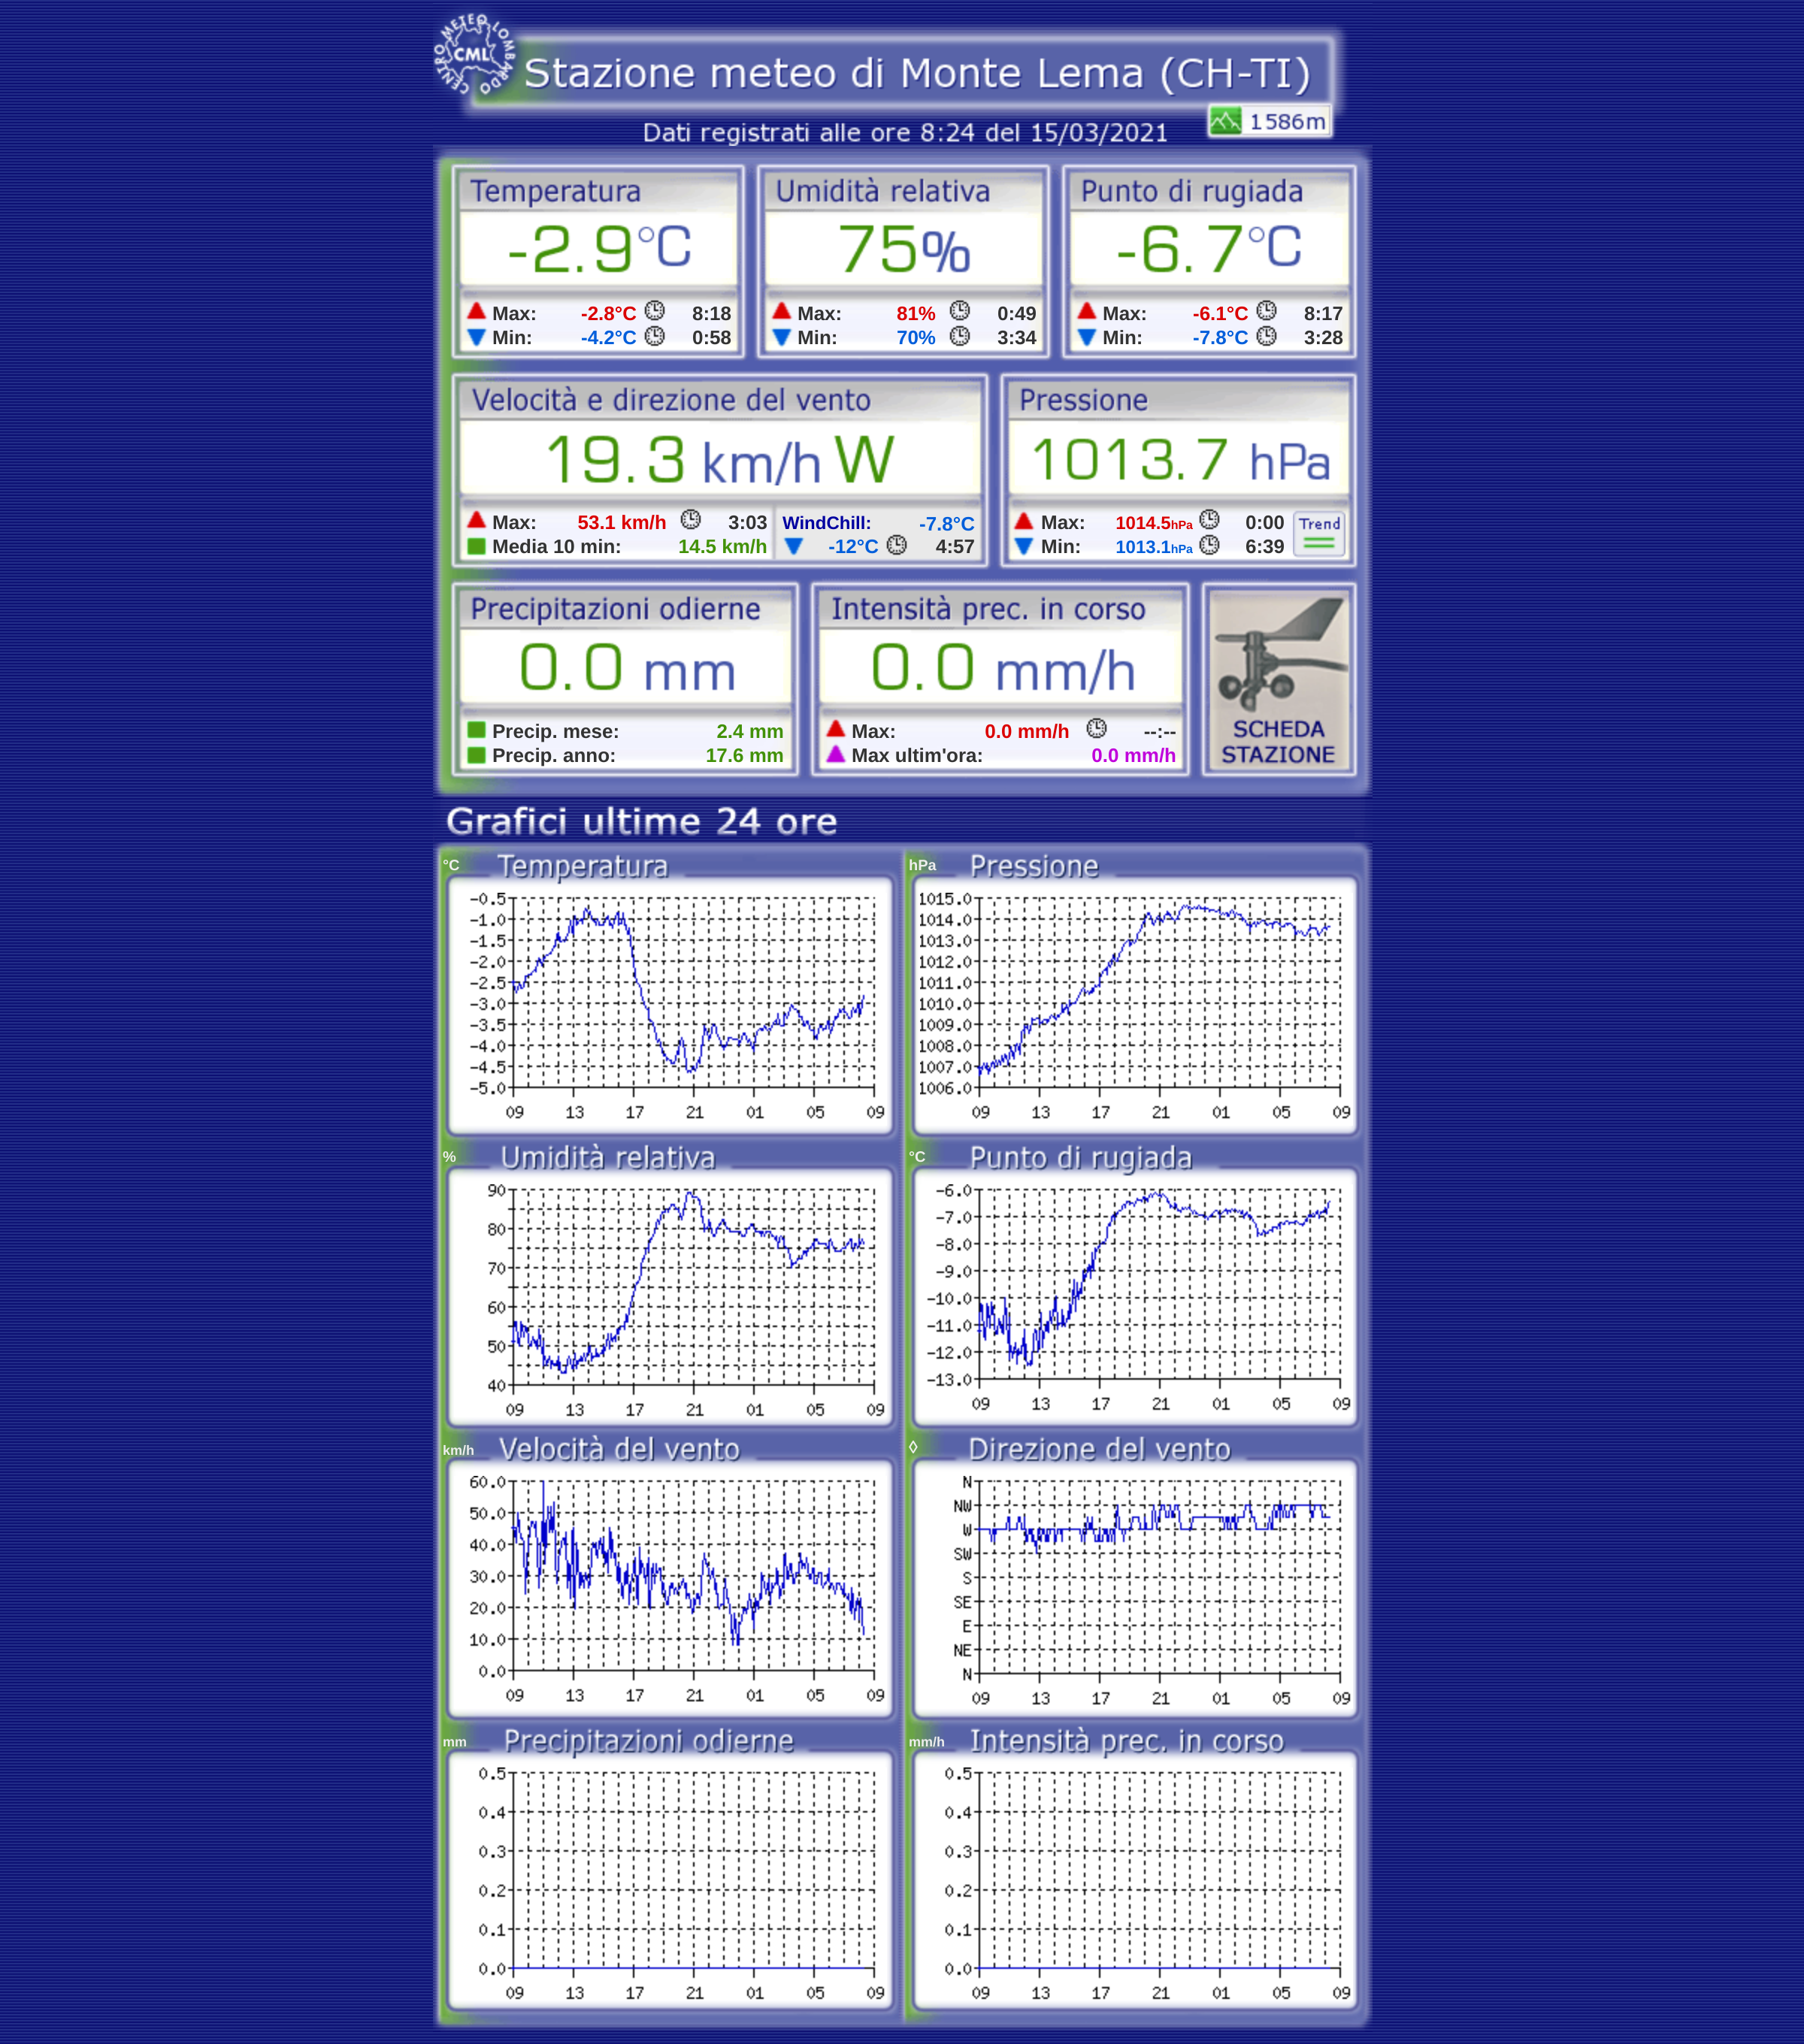 CENTRO METEO LOMBARDO
CML
Stazione meteo di Monte Lema (CH-TI)
1586m
Dati registrati alle ore 8:24 del 15/03/2021
Temperatura
-2.9°C
Max: -2.8°C 8:18
Min: -4.2°C 0:58
Umidità relativa
75%
Max: 81% 0:49
Min: 70% 3:34
Punto di rugiada
-6.7°C
Max: -6.1°C 8:17
Min: -7.8°C 3:28
Velocità e direzione del vento
19.3 km/h W
Max: 53.1 km/h 3:03
Media 10 min: 14.5 km/h
WindChill: -7.8°C
-12°C 4:57
Pressione
1013.7 hPa
Max: 1014.5hPa 0:00
Min: 1013.1hPa 6:39
Trend
Precipitazioni odierne
0.0 mm
Precip. mese: 2.4 mm
Precip. anno: 17.6 mm
Intensità prec. in corso
0.0 mm/h
Max: 0.0 mm/h --:--
Max ultim'ora: 0.0 mm/h
SCHEDA
STAZIONE
Grafici ultime 24 ore
°C Temperatura
-0.5
-1.0
-1.5
-2.0
-2.5
-3.0
-3.5
-4.0
-4.5
-5.0
09 13 17 21 01 05 09
hPa Pressione
1015.0
1014.0
1013.0
1012.0
1011.0
1010.0
1009.0
1008.0
1007.0
1006.0
09 13 17 21 01 05 09
% Umidità relativa
90
80
70
60
50
40
09 13 17 21 01 05 09
°C Punto di rugiada
-6.0
-7.0
-8.0
-9.0
-10.0
-11.0
-12.0
-13.0
09 13 17 21 01 05 09
km/h Velocità del vento
60.0
50.0
40.0
30.0
20.0
10.0
0.0
09 13 17 21 01 05 09
◊ Direzione del vento
N
NW
W
SW
S
SE
E
NE
N
09 13 17 21 01 05 09
mm Precipitazioni odierne
0.5
0.4
0.3
0.2
0.1
0.0
09 13 17 21 01 05 09
mm/h Intensità prec. in corso
0.5
0.4
0.3
0.2
0.1
0.0
09 13 17 21 01 05 09